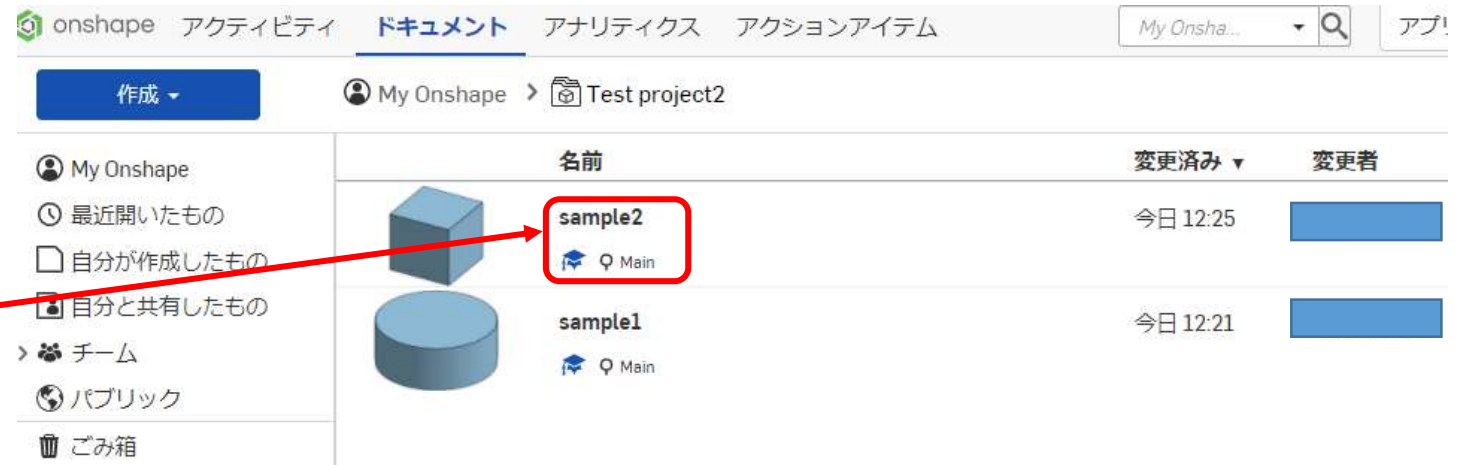 onshape アクティビティ ドキュメント アナリティクス アクションアイテム My Onsha... アプ
作成 My Onshape > Test project2
名前 変更済み 変更者
My Onshape
最近開いたもの
自分が作成したもの
自分と共有したもの
チーム
パブリック
ごみ箱
sample2 今日 12:25
Main
sample1 今日 12:21
Main